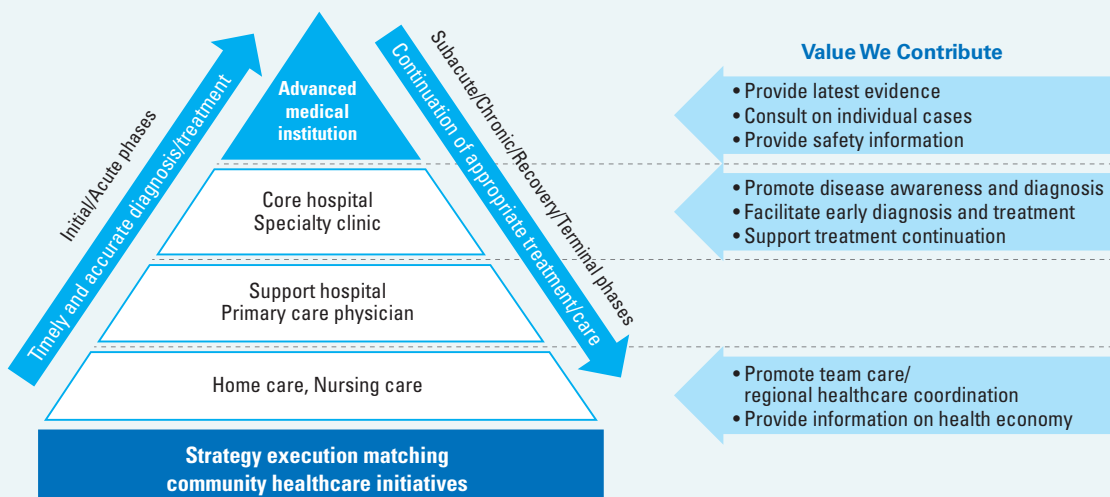 Initial/Acute phases
Timely and accurate diagnosis/treatment
Advanced
medical
institution
Continuation of appropriate treatment/care
Subacute/Chronic/Recovery/Terminal phases
Core hospital
Specialty clinic
Support hospital
Primary care physician
Home care, Nursing care
Strategy execution matching
community healthcare initiatives
Value We Contribute
• Provide latest evidence
• Consult on individual cases
• Provide safety information
• Promote disease awareness and diagnosis
• Facilitate early diagnosis and treatment
• Support treatment continuation
• Promote team care/
regional healthcare coordination
• Provide information on health economy